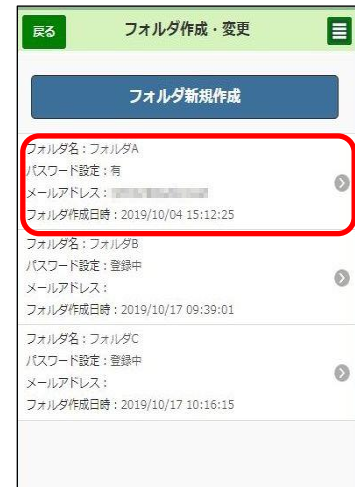 戻る
フォルダ作成・変更
フォルダ新規作成
フォルダ名：フォルダA
パスワード設定：有
メールアドレス：
フォルダ作成日時：2019/10/04 15:12:25
フォルダ名：フォルダB
パスワード設定：登録中
メールアドレス：
フォルダ作成日時：2019/10/17 09:39:01
フォルダ名：フォルダC
パスワード設定：登録中
メールアドレス：
フォルダ作成日時：2019/10/17 10:16:15